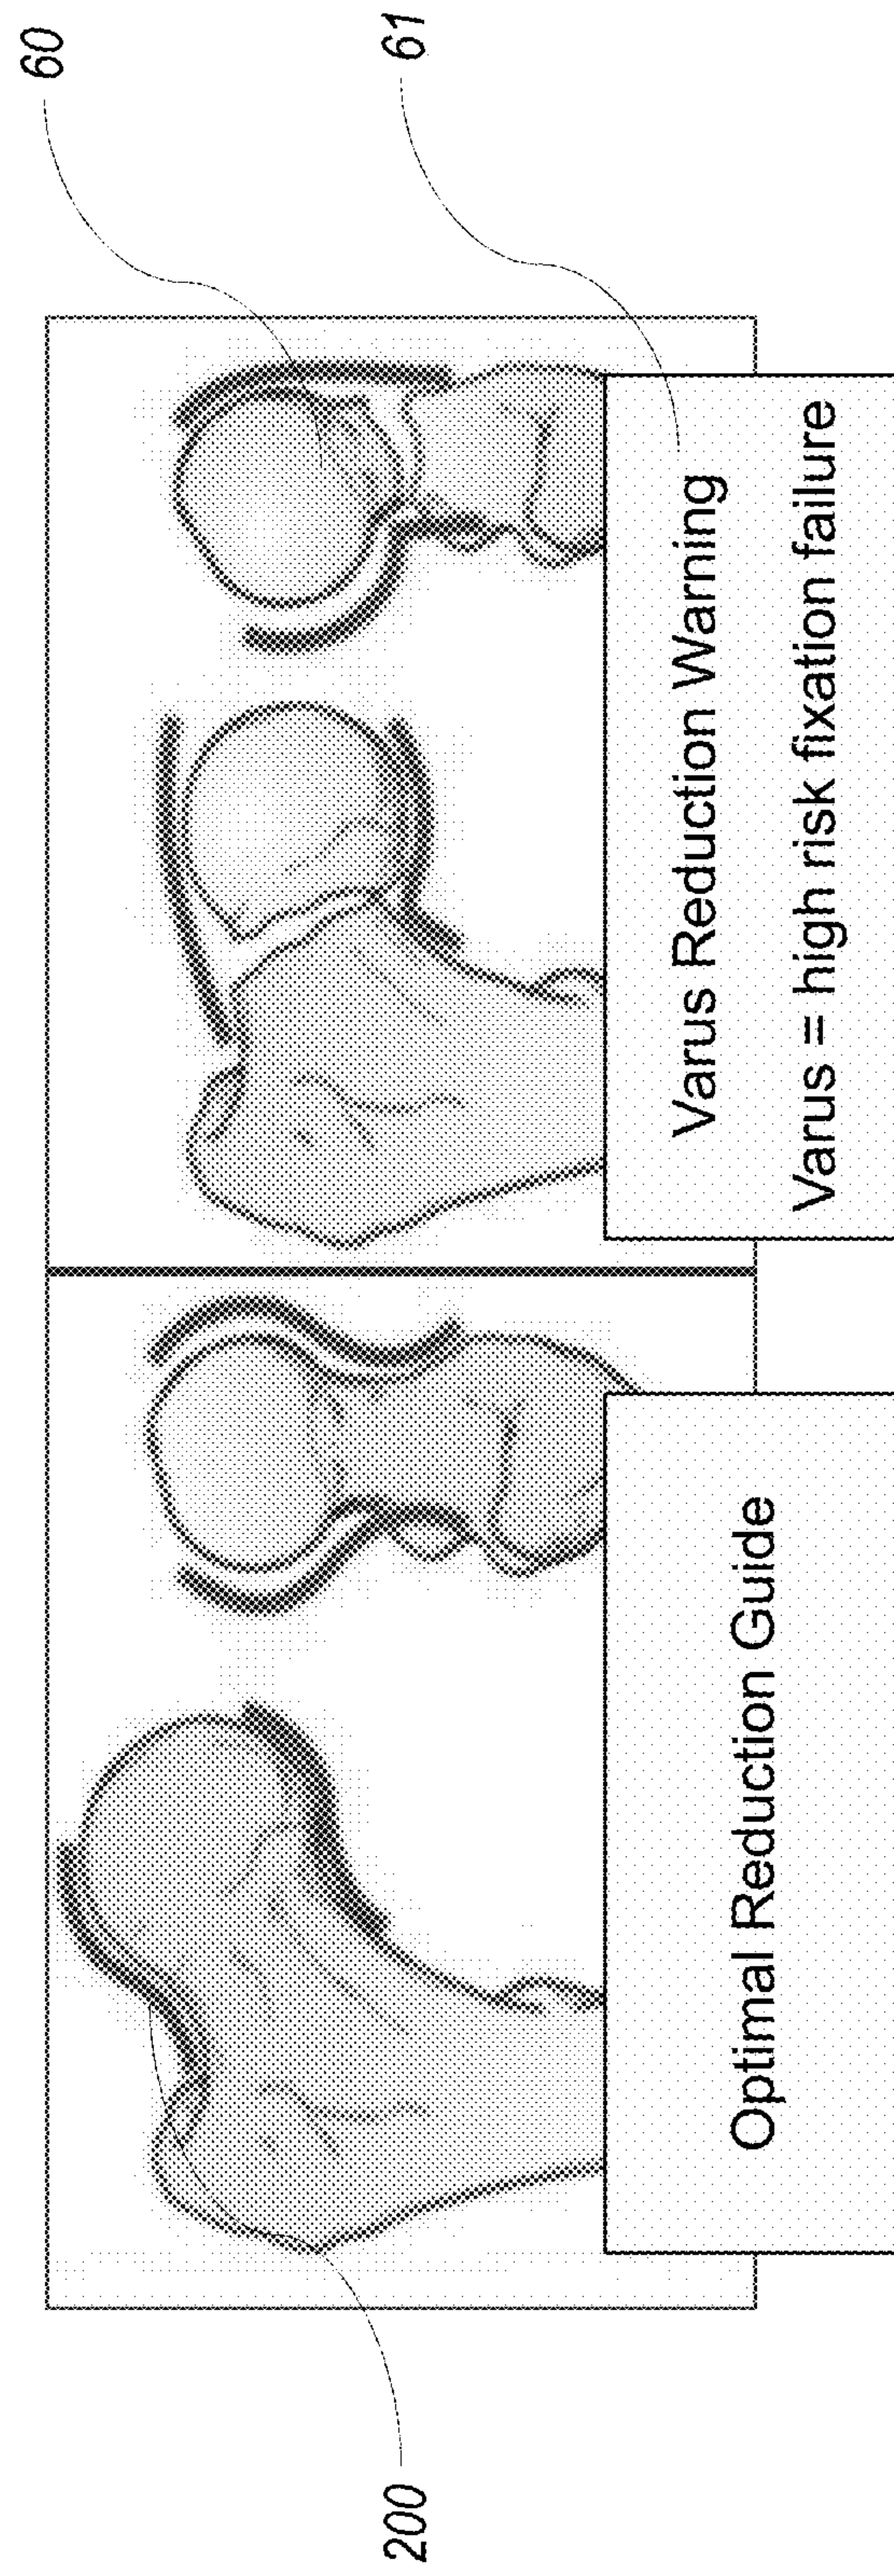 60
61
200
Optimal Reduction Guide
Varus Reduction Warning
Varus = high risk fixation failure